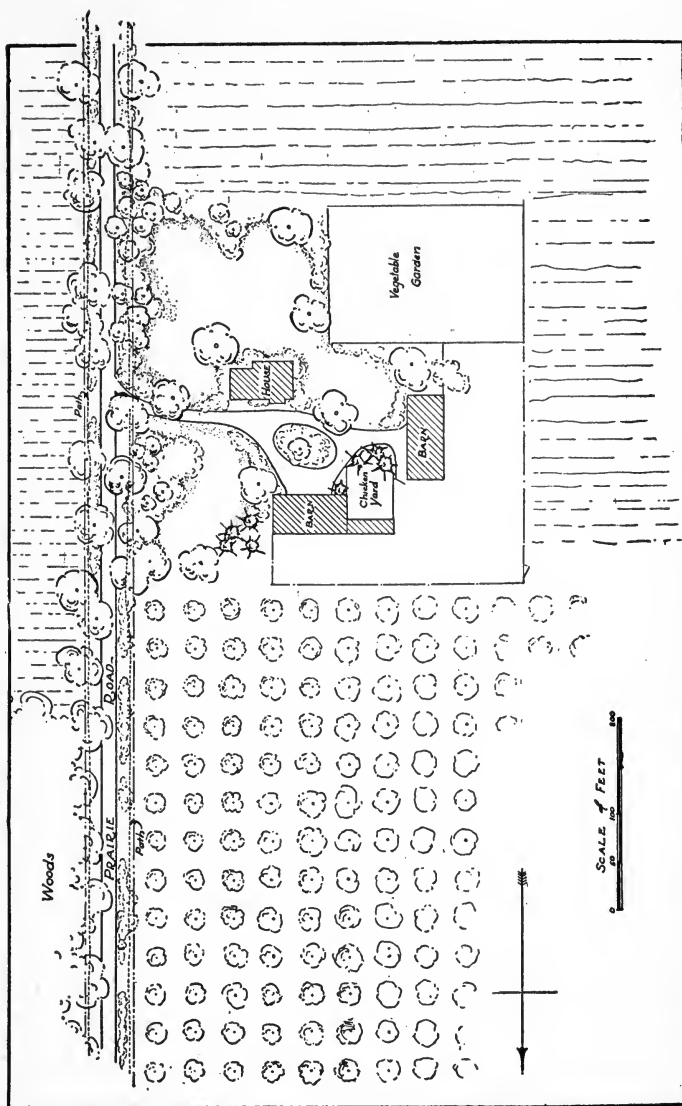 Woods
PRAIRIE ROAD
Path
Path
House
Vegetable
Garden
BARN
BARN
Chicken
Yard
SCALE of FEET
0 50 100 200